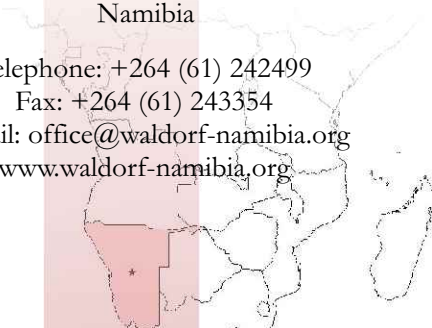 Namibia
elephone: +264 (61) 242499
Fax: +264 (61) 243354
il: office@waldorf-namibia.org
www.waldorf-namibia.org